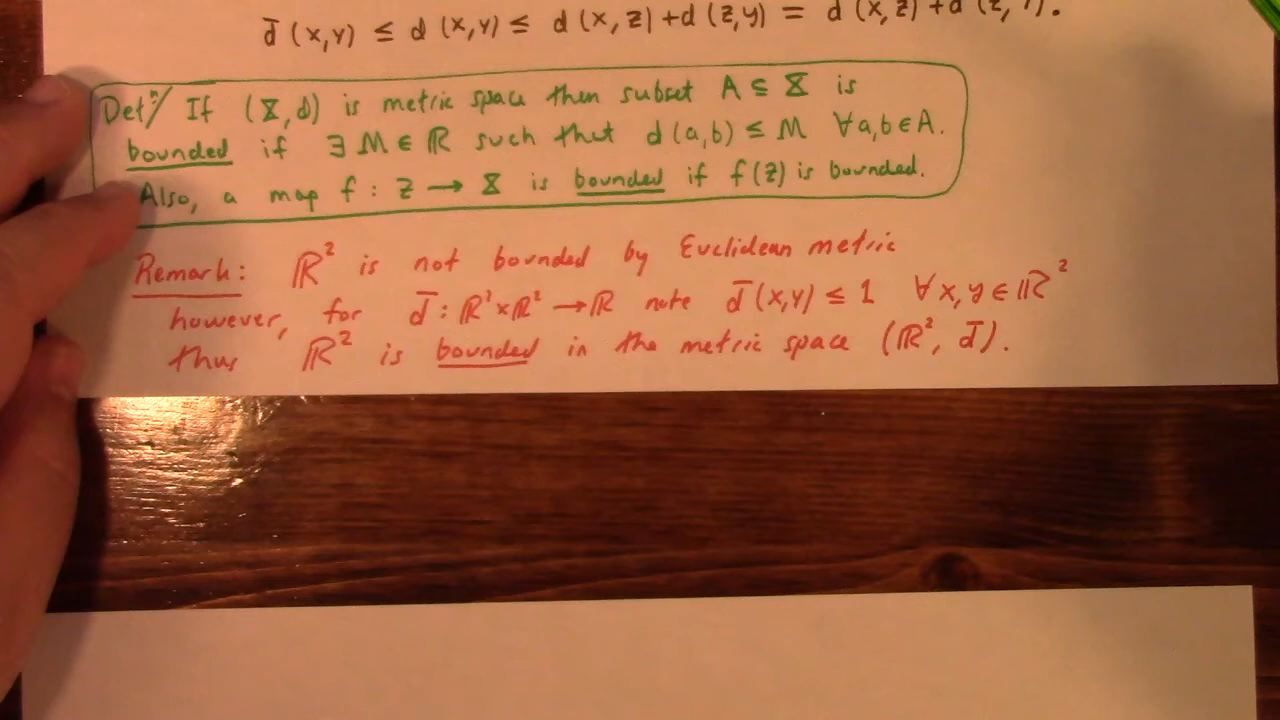 d̄(x,y) ≤ d(x,y) ≤ d(x,z)+d(z,y) = d̄(x,z)+d̄(z,y).
Defⁿ/ If (X,d) is metric space then subset A ⊆ X is
bounded if ∃ M ∈ ℝ such that d(a,b) ≤ M ∀a,b∈A.
Also, a map f : Z → X is bounded if f(Z) is bounded.
Remark: ℝ² is not bounded by Euclidean metric
however, for d̄ : ℝ²×ℝ² → ℝ note d̄(x,y) ≤ 1 ∀x,y ∈ ℝ²
thus ℝ² is bounded in the metric space (ℝ², d̄).